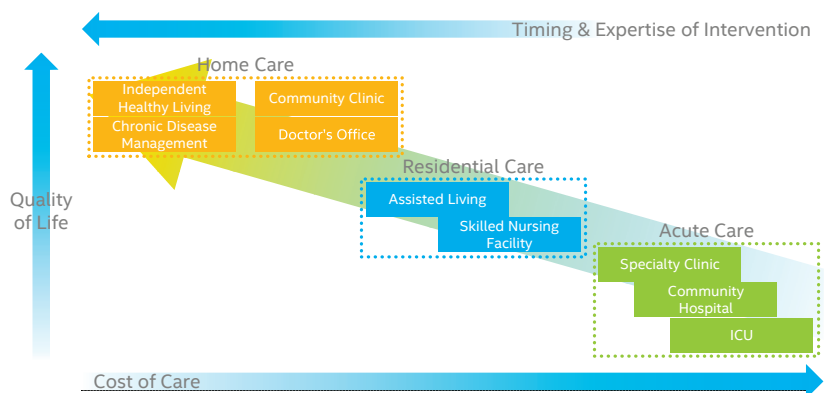 Timing & Expertise of Intervention
Home Care
Independent
Healthy Living
Community Clinic
Chronic Disease
Management
Doctor's Office
Quality
of Life
Residential Care
Assisted Living
Skilled Nursing
Facility
Acute Care
Specialty Clinic
Community
Hospital
ICU
Cost of Care